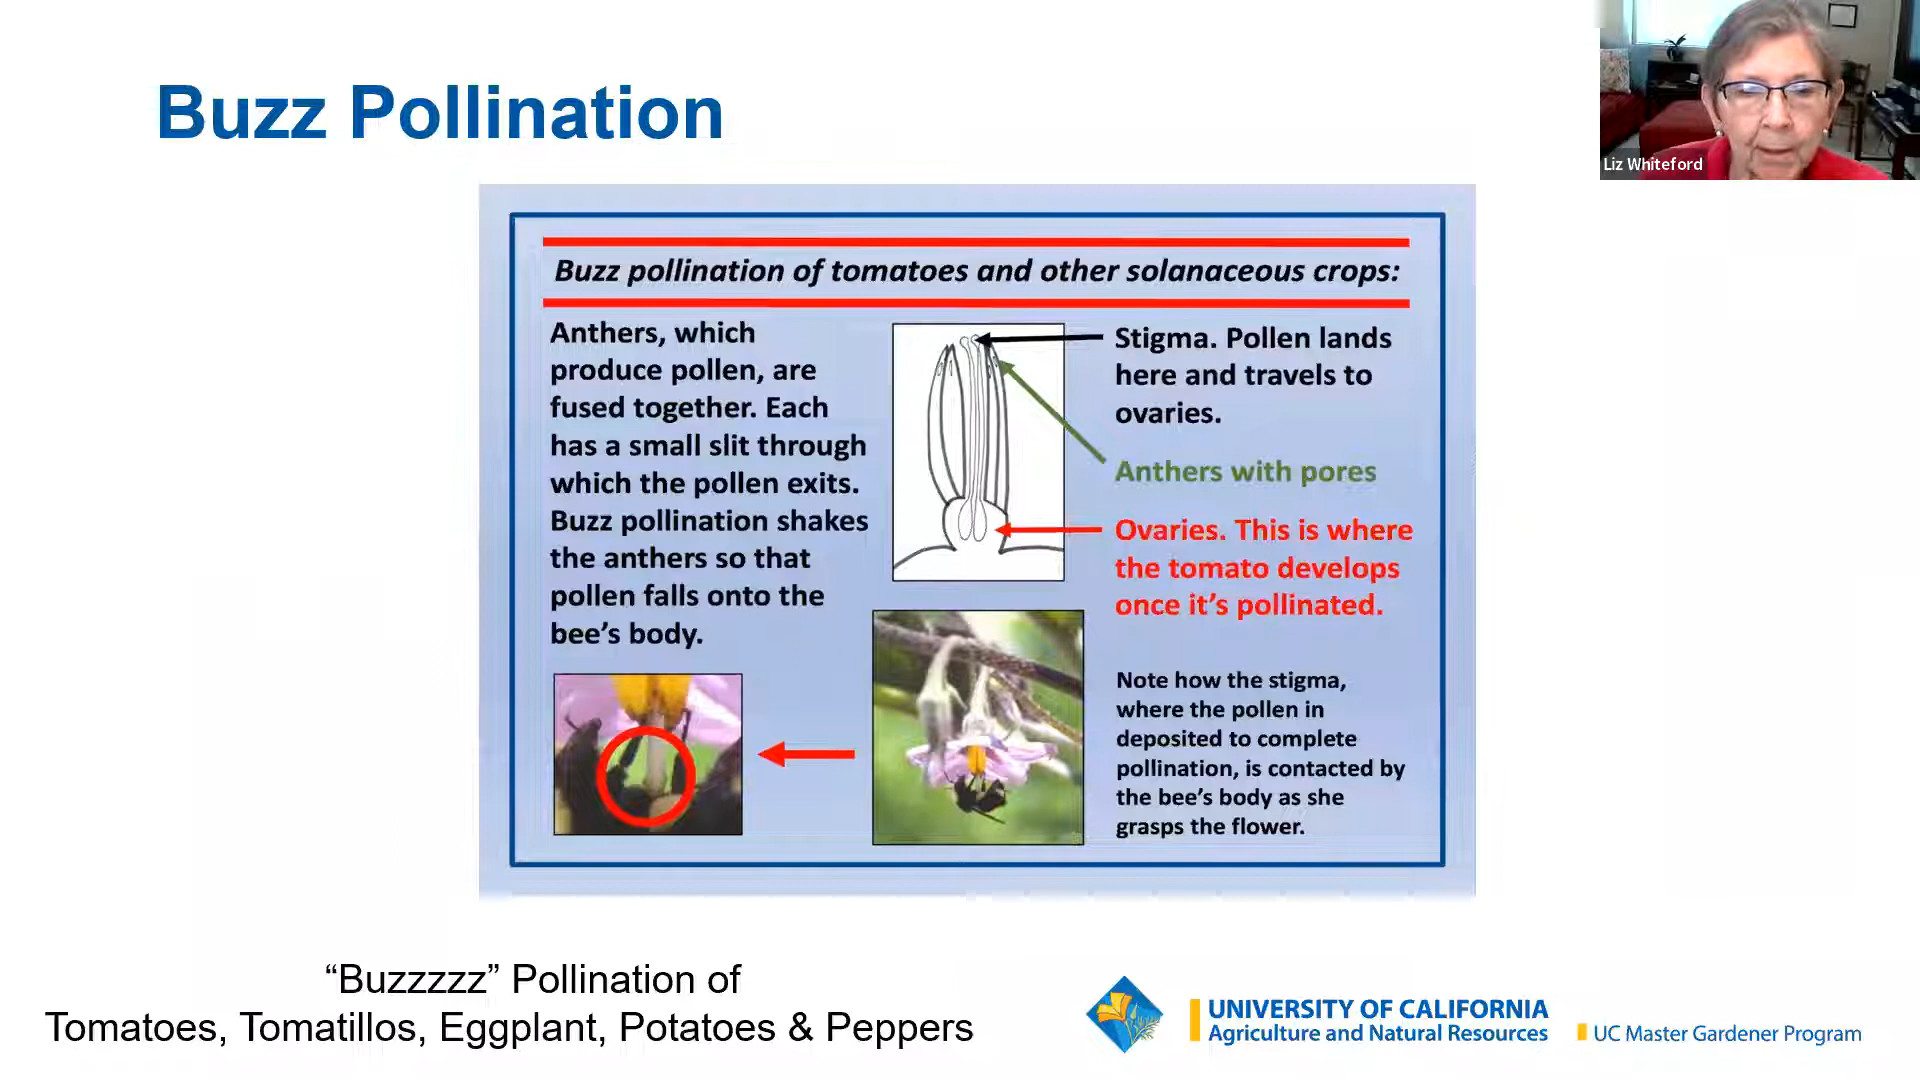 Buzz Pollination
Liz Whiteford
Buzz pollination of tomatoes and other solanaceous crops:
Anthers, which
produce pollen, are
fused together. Each
has a small slit through
which the pollen exits.
Buzz pollination shakes
the anthers so that
pollen falls onto the
bee’s body.
Stigma. Pollen lands
here and travels to
ovaries.
Anthers with pores
Ovaries. This is where
the tomato develops
once it’s pollinated.
Note how the stigma,
where the pollen in
deposited to complete
pollination, is contacted by
the bee’s body as she
grasps the flower.
“Buzzzzz” Pollination of
Tomatoes, Tomatillos, Eggplant, Potatoes & Peppers
UNIVERSITY OF CALIFORNIA
Agriculture and Natural Resources
UC Master Gardener Program